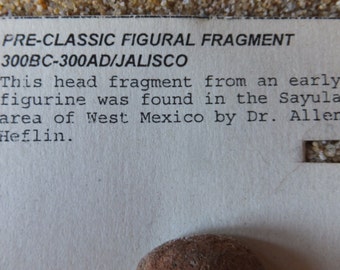 PRE-CLASSIC FIGURAL FRAGMENT
300BC-300AD/JALISCO
This head fragment from an early
figurine was found in the Sayula
area of West Mexico by Dr. Allen
Heflin.